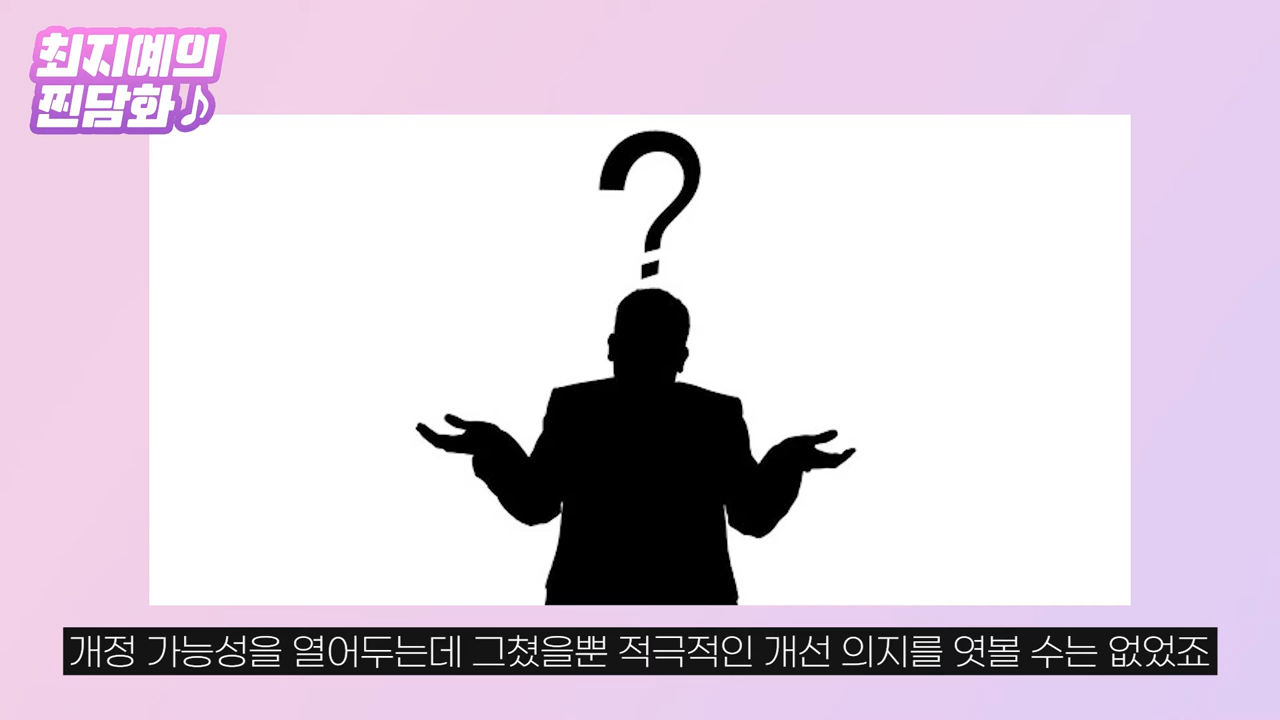 최지예의
찐담화♪
?
개정 가능성을 열어두는데 그쳤을뿐 적극적인 개선 의지를 엿볼 수는 없었죠